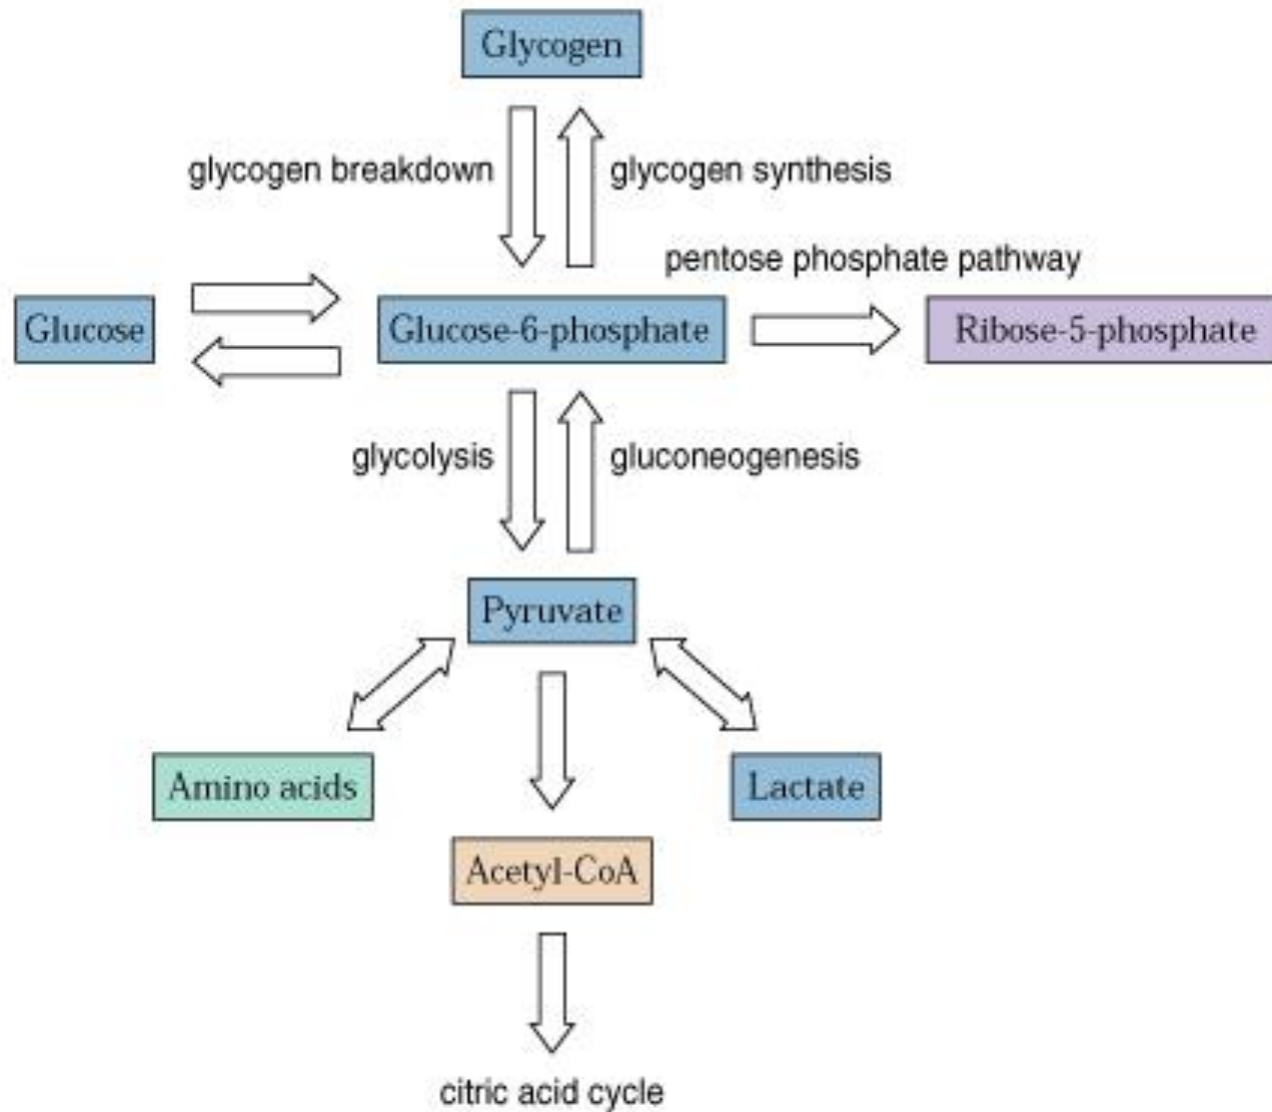 Glycogen
glycogen breakdown
glycogen synthesis
pentose phosphate pathway
Glucose
Glucose-6-phosphate
Ribose-5-phosphate
glycolysis
gluconeogenesis
Pyruvate
Amino acids
Lactate
Acetyl-CoA
citric acid cycle